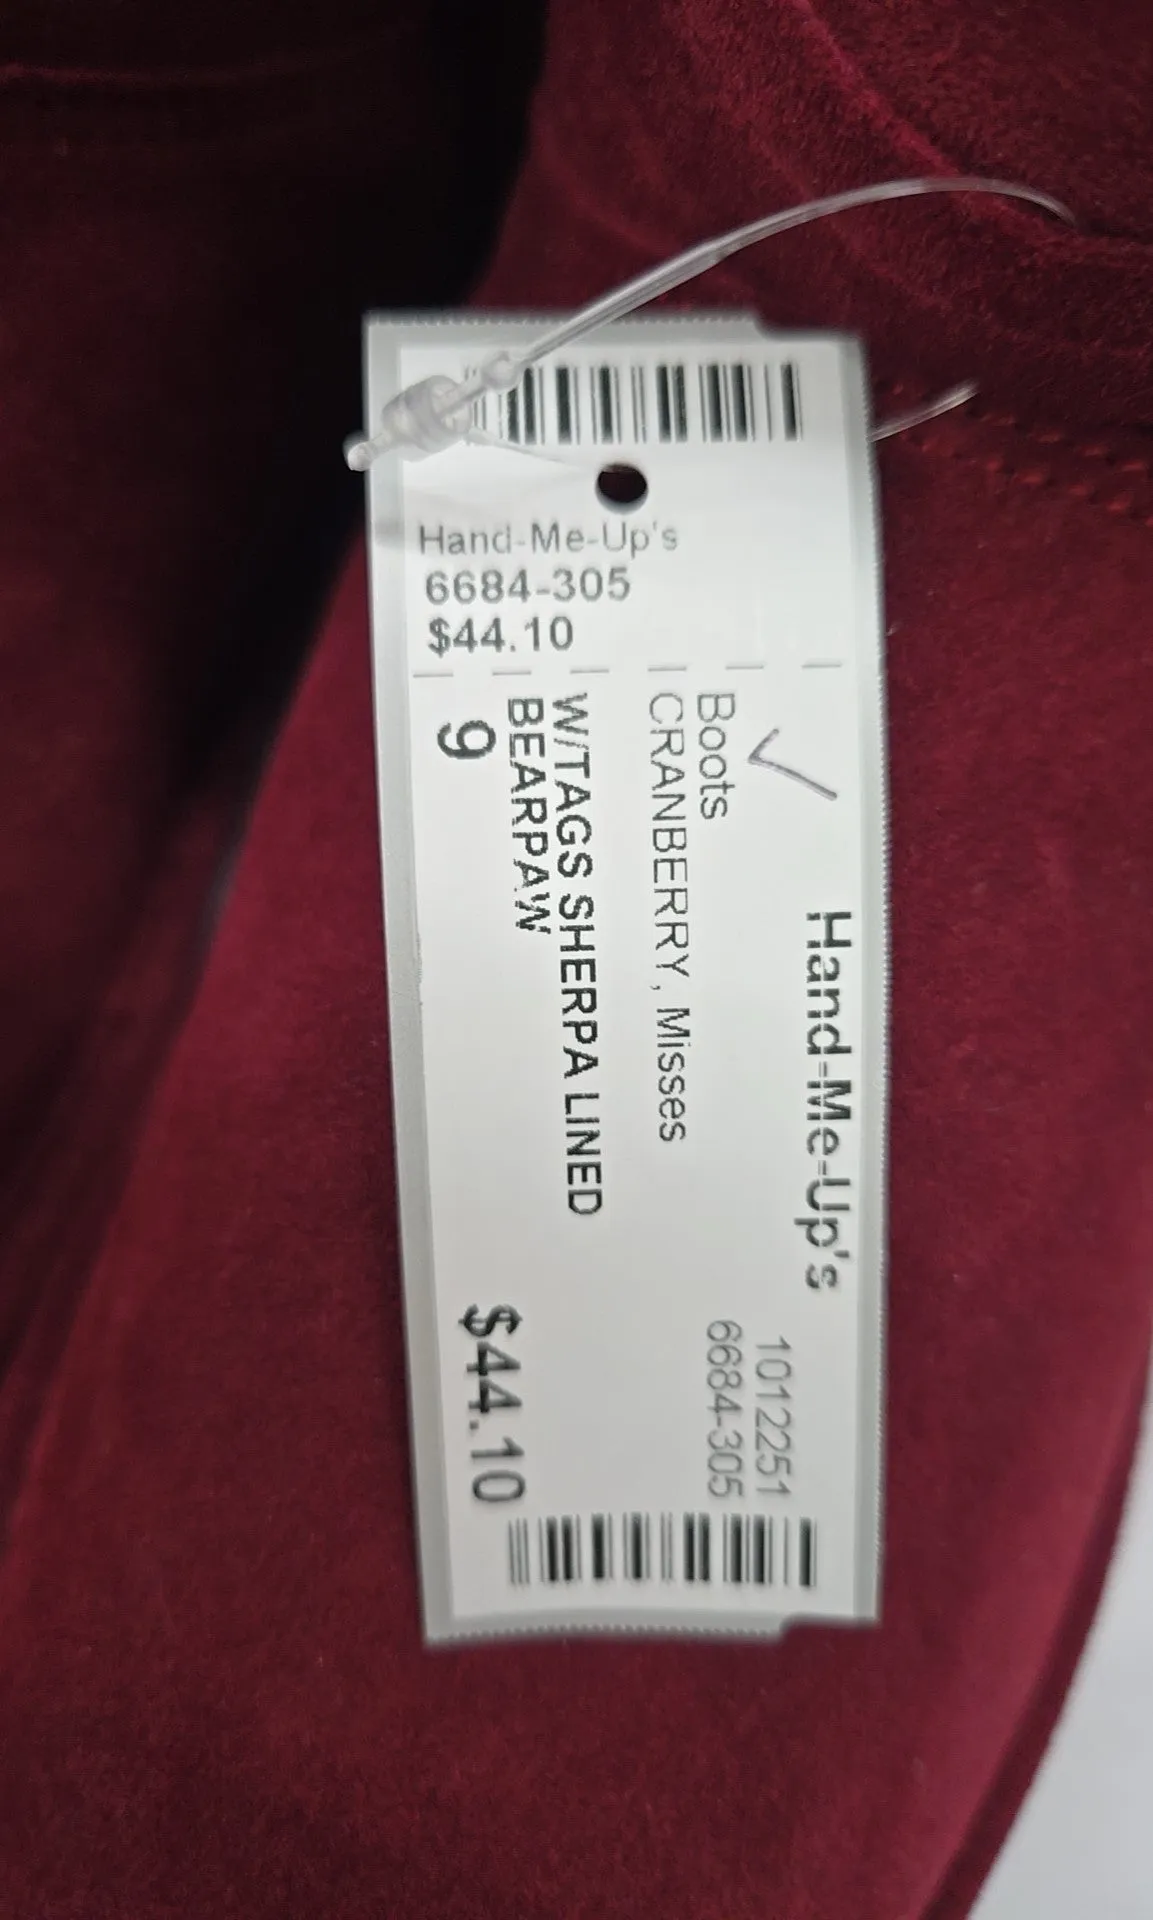 Hand-Me-Up's
6684-305
$44.10
Hand-Me-Up's
1012251
6684-305
Boots
CRANBERRY, Misses
W/TAGS SHERPA LINED
BEARPAW
9
$44.10